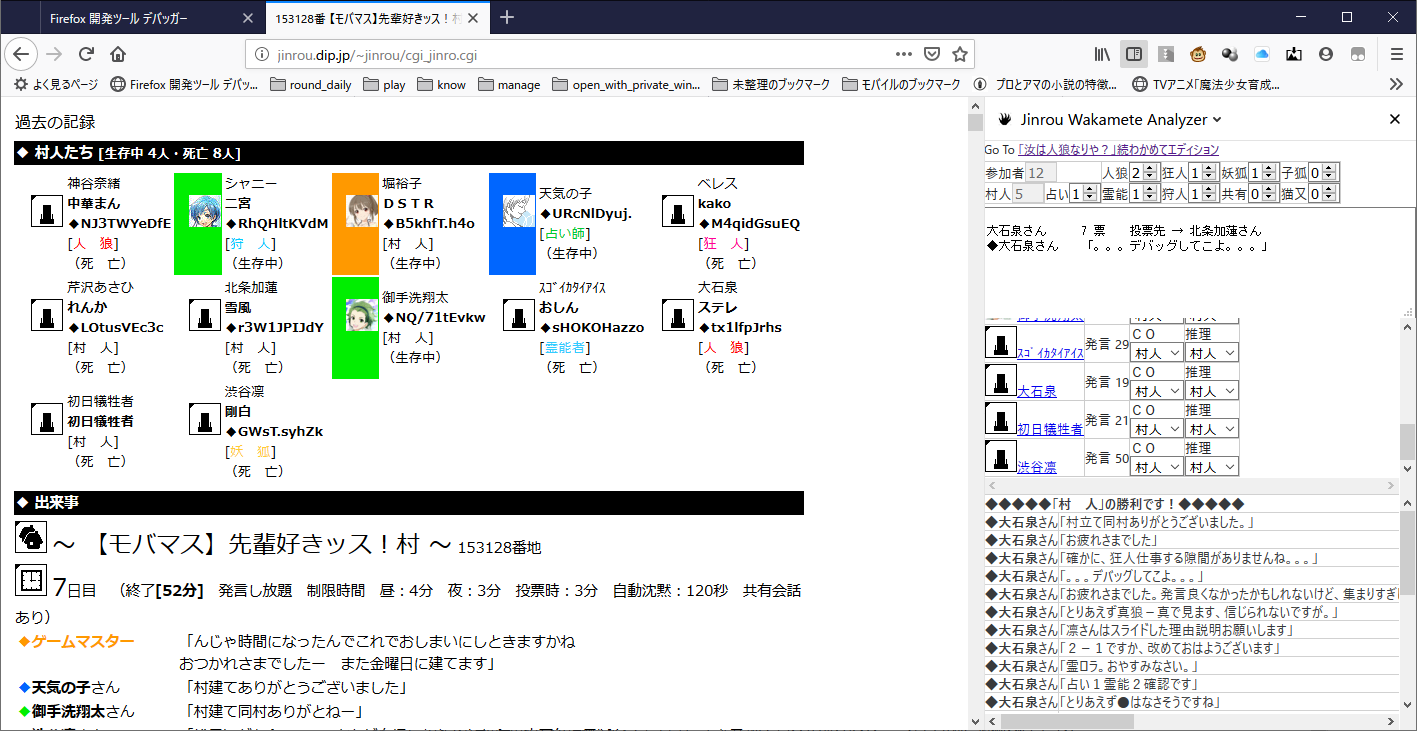 Firefox 開発ツール デバッガー
153128番 【モバマス】先輩好きッス！村
jinrou.dip.jp/~jinrou/cgi_jinro.cgi
よく見るページ Firefox 開発ツール デバッ... round_daily play know manage open_with_private_win... 未整理のブックマーク モバイルのブックマーク プロとアマの小説の特徴... TVアニメ「魔法少女育成...
過去の記録
◆ 村人たち [生存中 4人・死亡 8人]
神谷奈緒
中華まん
◆NJ3TWYeDfE
[人　狼]
（死　亡）
シャニー
二宮
◆RhQHltKVdM
[狩　人]
（生存中）
堀裕子
ＤＳＴＲ
◆B5khfT.h4o
[村　人]
（生存中）
天気の子
◆URcNlDyuj.
[占い師]
（生存中）
ベレス
kako
◆M4qidGsuEQ
[狂　人]
（死　亡）
芹沢あさひ
れんか
◆LOtusVEc3c
[村　人]
（死　亡）
北条加蓮
雪風
◆r3W1JPIJdY
[村　人]
（死　亡）
御手洗翔太
◆NQ/71tEvkw
[村　人]
（生存中）
ｽｺﾞｲｶﾀｲｱｲｽ
おしん
◆sHOKOHazzo
[霊能者]
（死　亡）
大石泉
ステレ
◆tx1lfpJrhs
[人　狼]
（死　亡）
初日犠牲者
初日犠牲者
[村　人]
（死　亡）
渋谷凛
剛白
◆GWsT.syhZk
[妖　狐]
（死　亡）
◆ 出来事
～ 【モバマス】先輩好きッス！村 ～ 153128番地
7日目　（終了[52分]　発言し放題　制限時間　昼：4分　夜：3分　投票時：3分　自動沈黙：120秒　共有会話
あり）
◆ゲームマスター 「んじゃ時間になったんでこれでおしまいにしときますかね
おつかれさまでしたー　また金曜日に建てます」
◆天気の子さん 「村建てありがとうございました」
◆御手洗翔太さん 「村建て同村ありがとねー」
Jinrou Wakamete Analyzer
Go To 「汝は人狼なりや？」続わかめてエディション
参加者 12 人狼 2 狂人 1 妖狐 1 子狐 0
村人 5 占い 1 霊能 1 狩人 1 共有 0 猫又 0
大石泉さん 7 票 投票先 → 北条加蓮さん
◆大石泉さん 「。。。デバッグしてこよ。。。」
ｽｺﾞｲｶﾀｲｱｲｽ 発言 29 ＣＯ 推理
村人 村人
大石泉 発言 19 ＣＯ 推理
村人 村人
初日犠牲者 発言 21 ＣＯ 推理
村人 村人
渋谷凛 発言 50 ＣＯ 推理
村人 村人
◆◆◆◆◆「村　人」の勝利です！◆◆◆◆◆
◆大石泉さん「村立て同村ありがとうございました。」
◆大石泉さん「お疲れさまでした」
◆大石泉さん「確かに、狂人仕事する隙間がありませんね。。。」
◆大石泉さん「。。。デバッグしてこよ。。。」
◆大石泉さん「お疲れさまでした。発言良くなかったかもしれないけど、集まりすぎ
◆大石泉さん「とりあえず真狼－真で見ます、信じられないですが。」
◆大石泉さん「凛さんはスライドした理由説明お願いします」
◆大石泉さん「２－１ですか、改めておはようございます」
◆大石泉さん「霊ロラ。おやすみなさい。」
◆大石泉さん「占い１霊能２確認です」
◆大石泉さん「とりあえず●はなさそうですね」